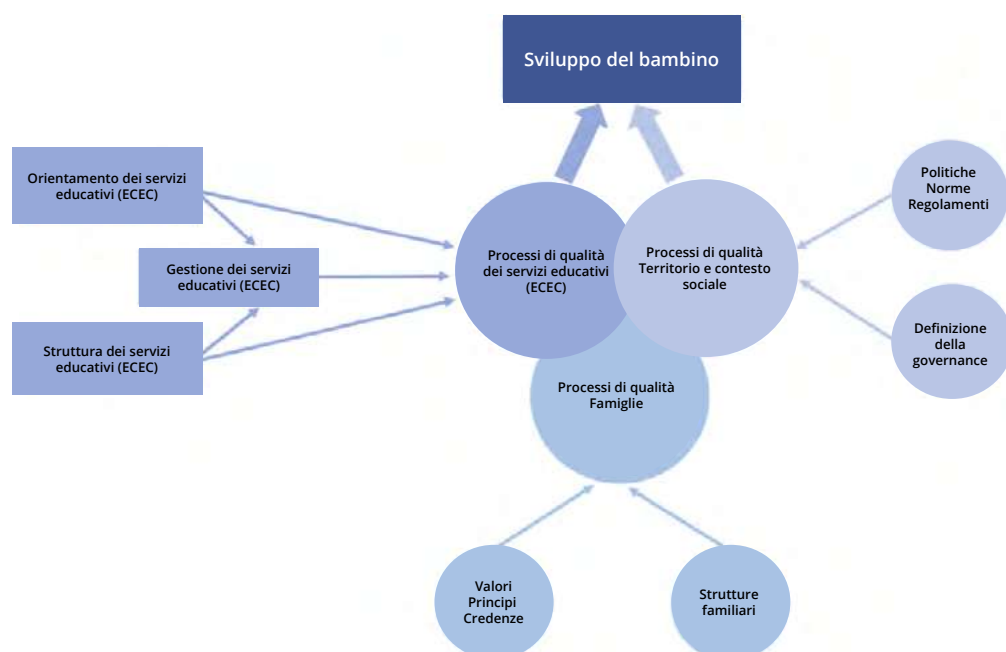 Sviluppo del bambino
Orientamento dei servizi
educativi (ECEC)
Gestione dei servizi
educativi (ECEC)
Struttura dei servizi
educativi (ECEC)
Processi di qualità
dei servizi educativi
(ECEC)
Processi di qualità
Territorio e contesto
sociale
Processi di qualità
Famiglie
Politiche
Norme
Regolamenti
Definizione
della
governance
Valori
Principi
Credenze
Strutture
familiari